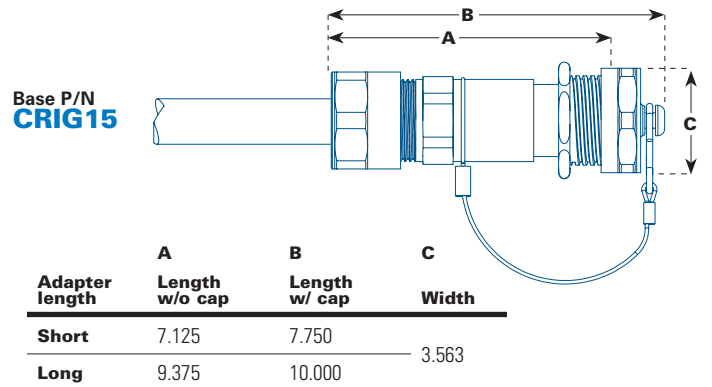 B
A
Base P/N
CRIG15
C
A B C
Adapter length Length w/o cap Length w/ cap Width
Short 7.125 7.750 3.563
Long 9.375 10.000